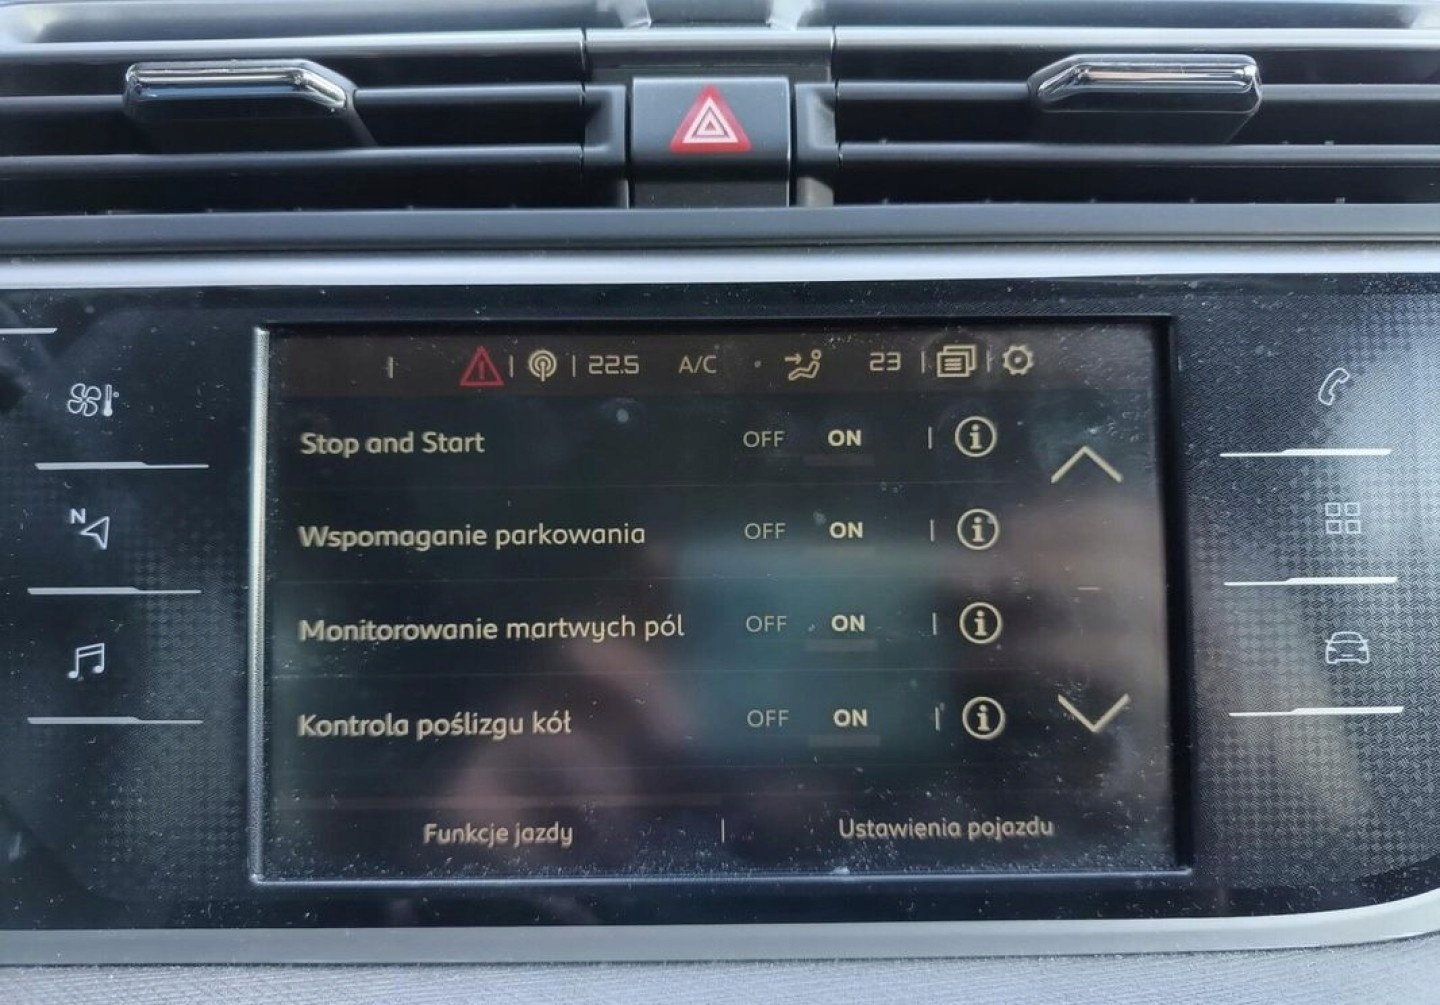 22.5 A/C 23
Stop and Start OFF ON
Wspomaganie parkowania OFF ON
Monitorowanie martwych pól OFF ON
Kontrola poślizgu kół OFF ON
Funkcje jazdy Ustawienia pojazdu
N